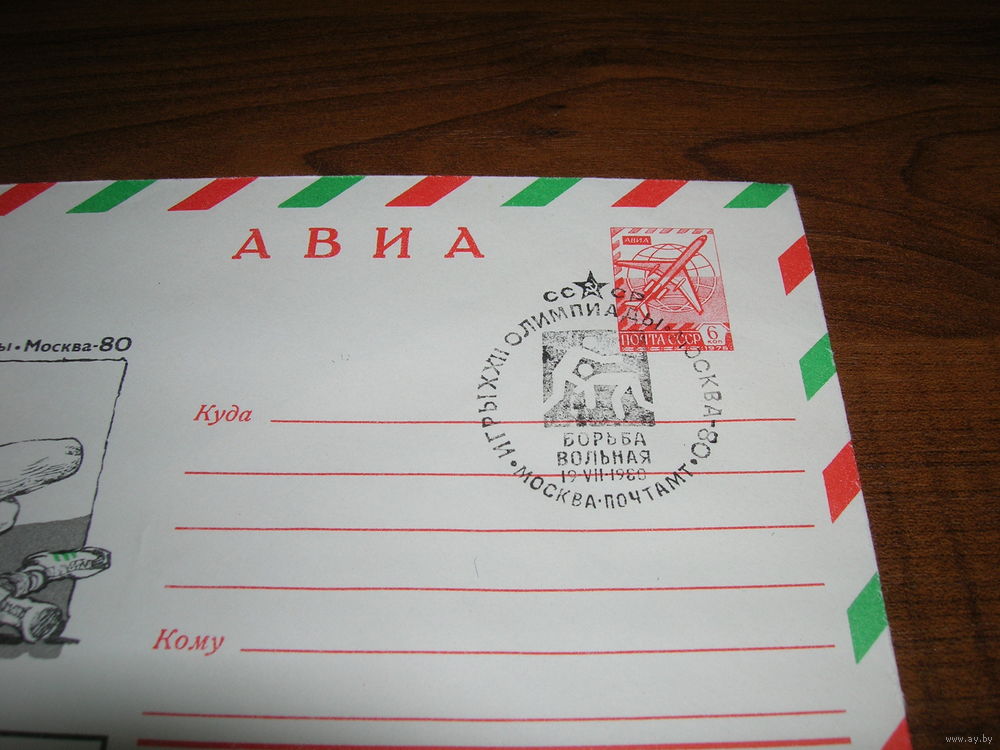 АВИА
АВИА
6
коп
ПОЧТА СССР
1978
СССР
ИГРЫ XXII ОЛИМПИАДЫ • МОСКВА-80 •
БОРЬБА
ВОЛЬНАЯ
19·VII·1980
• МОСКВА · ПОЧТАМТ •
ы • Москва-80
Куда
Кому
www.ay.by